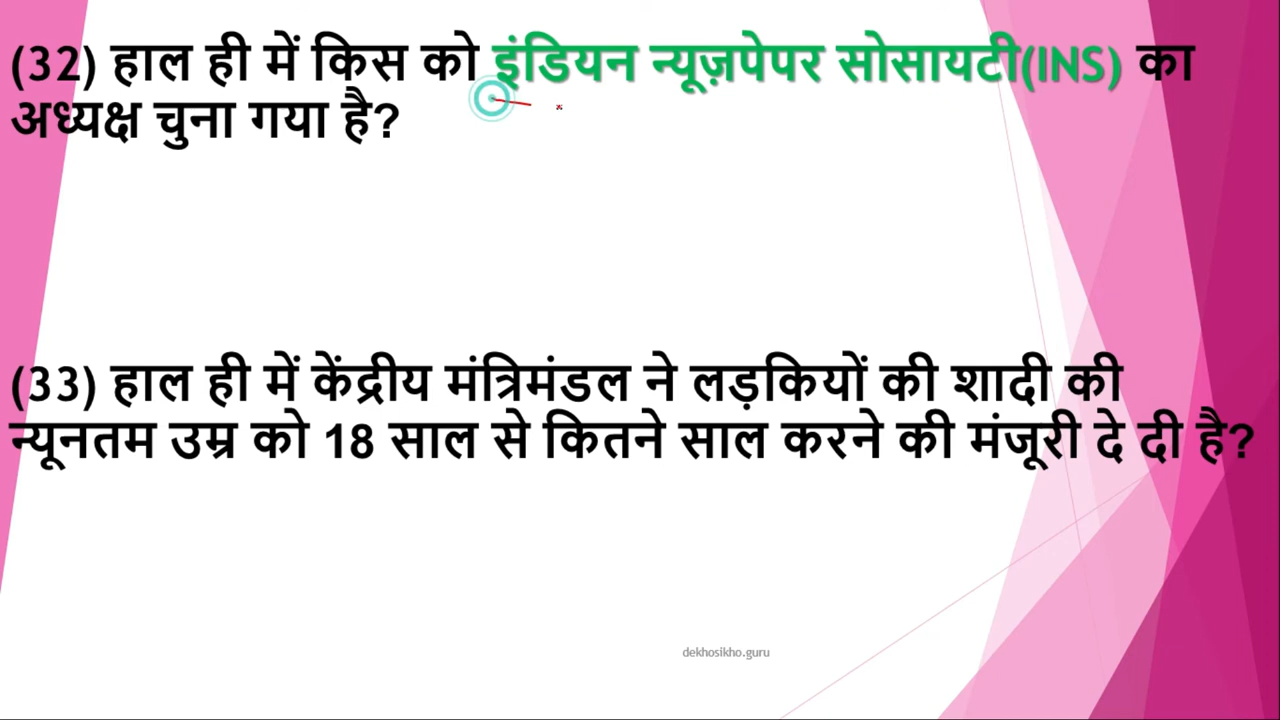 (32) हाल ही में किस को इंडियन न्यूज़पेपर सोसायटी(INS) का
अध्यक्ष चुना गया है?
(33) हाल ही में केंद्रीय मंत्रिमंडल ने लड़कियों की शादी की
न्यूनतम उम्र को 18 साल से कितने साल करने की मंजूरी दे दी है?
dekhosikho.guru